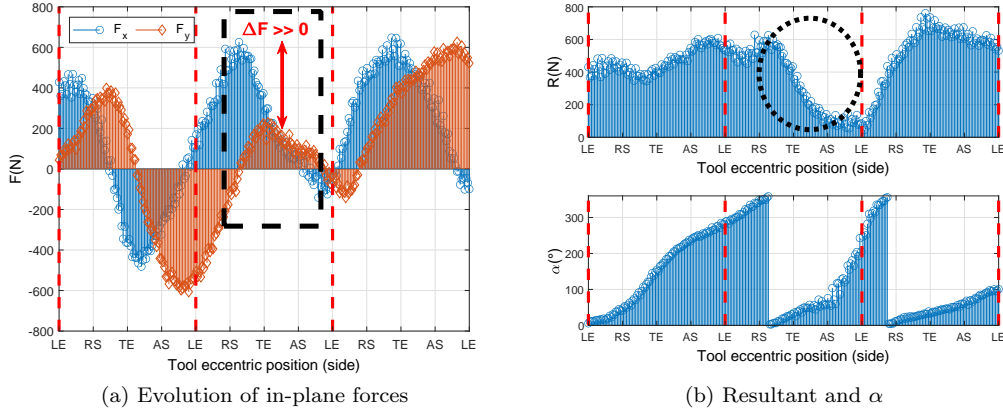 800
600
400
200
0
-200
-400
-600
-800
F(N)
F_x F_y
ΔF >> 0
LE RS TE AS LE RS TE AS LE RS TE AS LE
Tool eccentric position (side)
(a) Evolution of in-plane forces
800
600
400
200
0
R(N)
LE RS TE AS LE RS TE AS LE RS TE AS LE
Tool eccentric position (side)
300
200
100
0
α(°)
LE RS TE AS LE RS TE AS LE RS TE AS LE
Tool eccentric position (side)
(b) Resultant and α